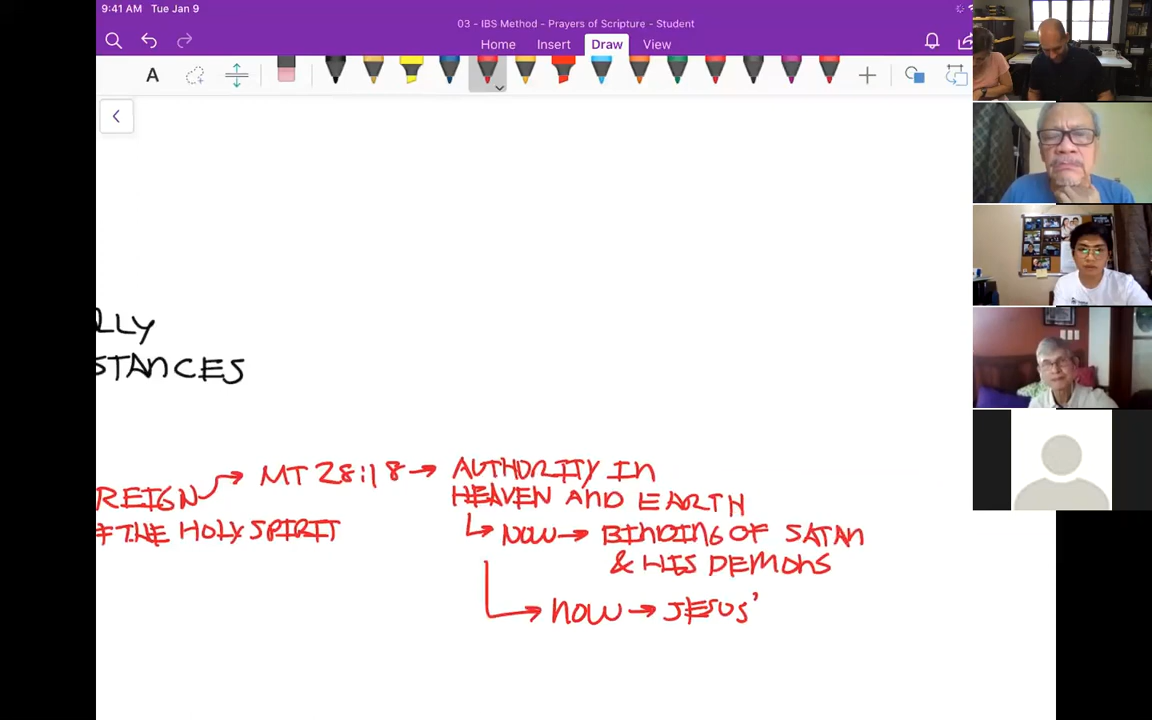 9:41 AM Tue Jan 9
03 - IBS Method - Prayers of Scripture - Student
Home Insert Draw View
A
LLY
STANCES
REIGN → MT 28:18 → AUTHORITY IN
HEAVEN AND EARTH
THE HOLY SPIRIT
↳ NOW → BINDING OF SATAN
& HIS DEMONS
↳ NOW → JESUS'